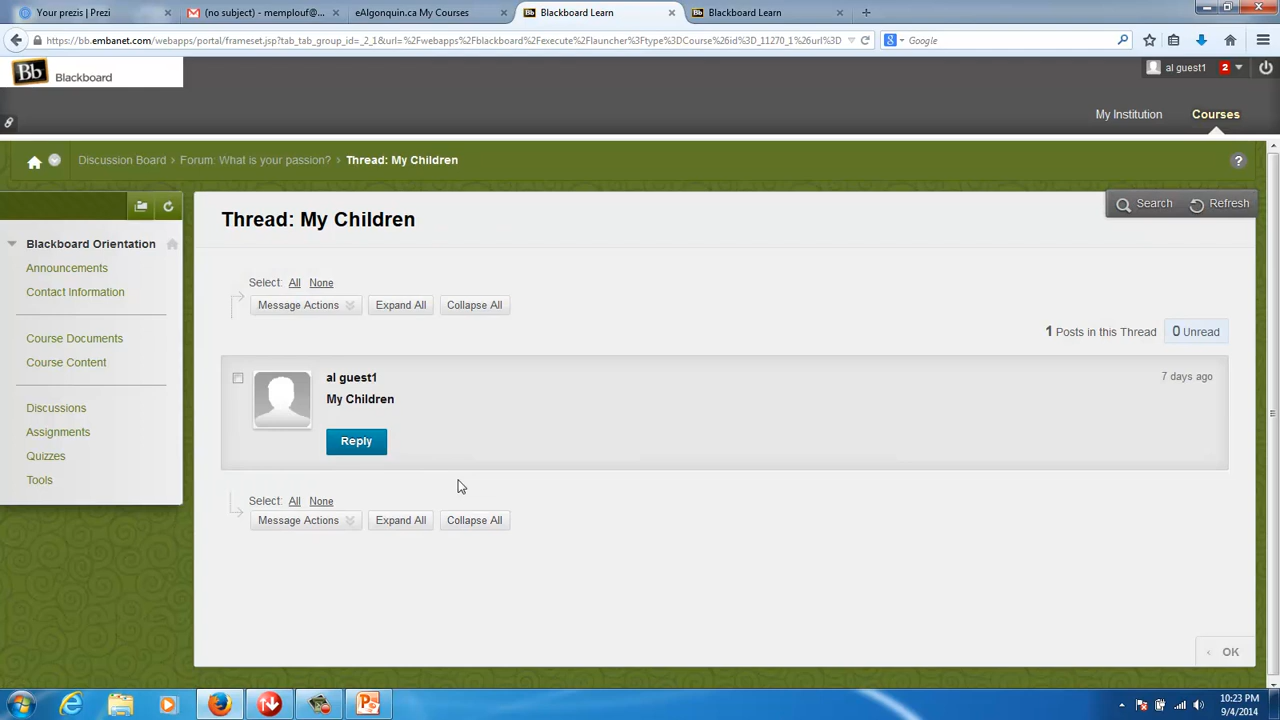 Your prezis | Prezi
(no subject) - memplouf@...
eAlgonquin.ca My Courses
Blackboard Learn
Blackboard Learn
https://bb.embanet.com/webapps/portal/frameset.jsp?tab_tab_group_id=_2_1&url=%2Fwebapps%2Fblackboard%2Fexecute%2Flauncher%3Ftype%3DCourse%26id%3D_11270_1%26url%3D
Google
Bb Blackboard
al guest1 2
My Institution Courses
Discussion Board > Forum: What is your passion? > Thread: My Children
?
Search Refresh
Blackboard Orientation
Announcements
Contact Information
Course Documents
Course Content
Discussions
Assignments
Quizzes
Tools
Thread: My Children
Select: All None
Message Actions Expand All Collapse All
1 Posts in this Thread 0 Unread
al guest1
7 days ago
My Children
Reply
Select: All None
Message Actions Expand All Collapse All
OK
10:23 PM
9/4/2014